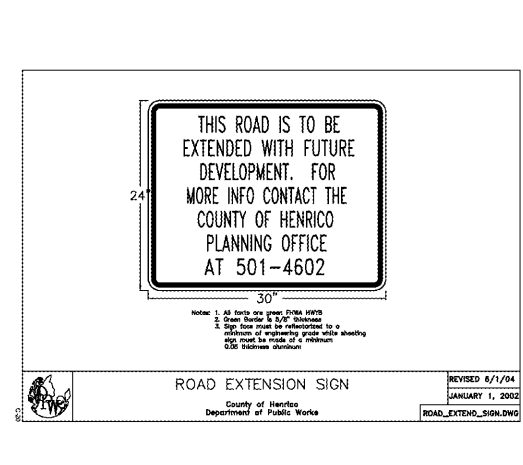 THIS ROAD IS TO BE
EXTENDED WITH FUTURE
DEVELOPMENT. FOR
MORE INFO CONTACT THE
COUNTY OF HENRICO
PLANNING OFFICE
AT 501-4602
24"
30"
Notes: 1. All fonts are green FHWA HWYB
2. Green Border is 5/8" thickness
3. Sign face must be reflectorized to a
minimum of engineering grade white sheeting
sign must be made of a minimum
0.08 thickness aluminum
ROAD EXTENSION SIGN
County of Henrico
Department of Public Works
REVISED 6/1/04
JANUARY 1, 2002
ROAD_EXTEND_SIGN.DWG